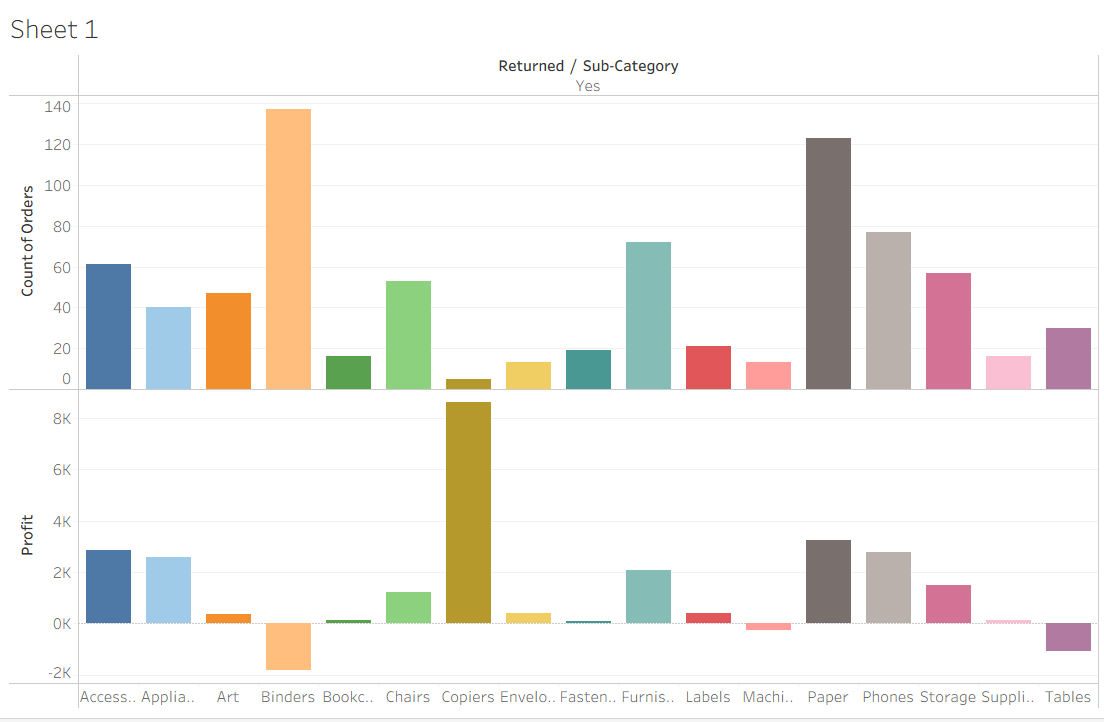 Sheet 1
Returned / Sub-Category
Yes
Count of Orders
140
120
100
80
60
40
20
0
Profit
8K
6K
4K
2K
0K
-2K
Access.. Applia.. Art Binders Bookc.. Chairs Copiers Envelo.. Fasten.. Furnis.. Labels Machi.. Paper Phones Storage Suppli.. Tables